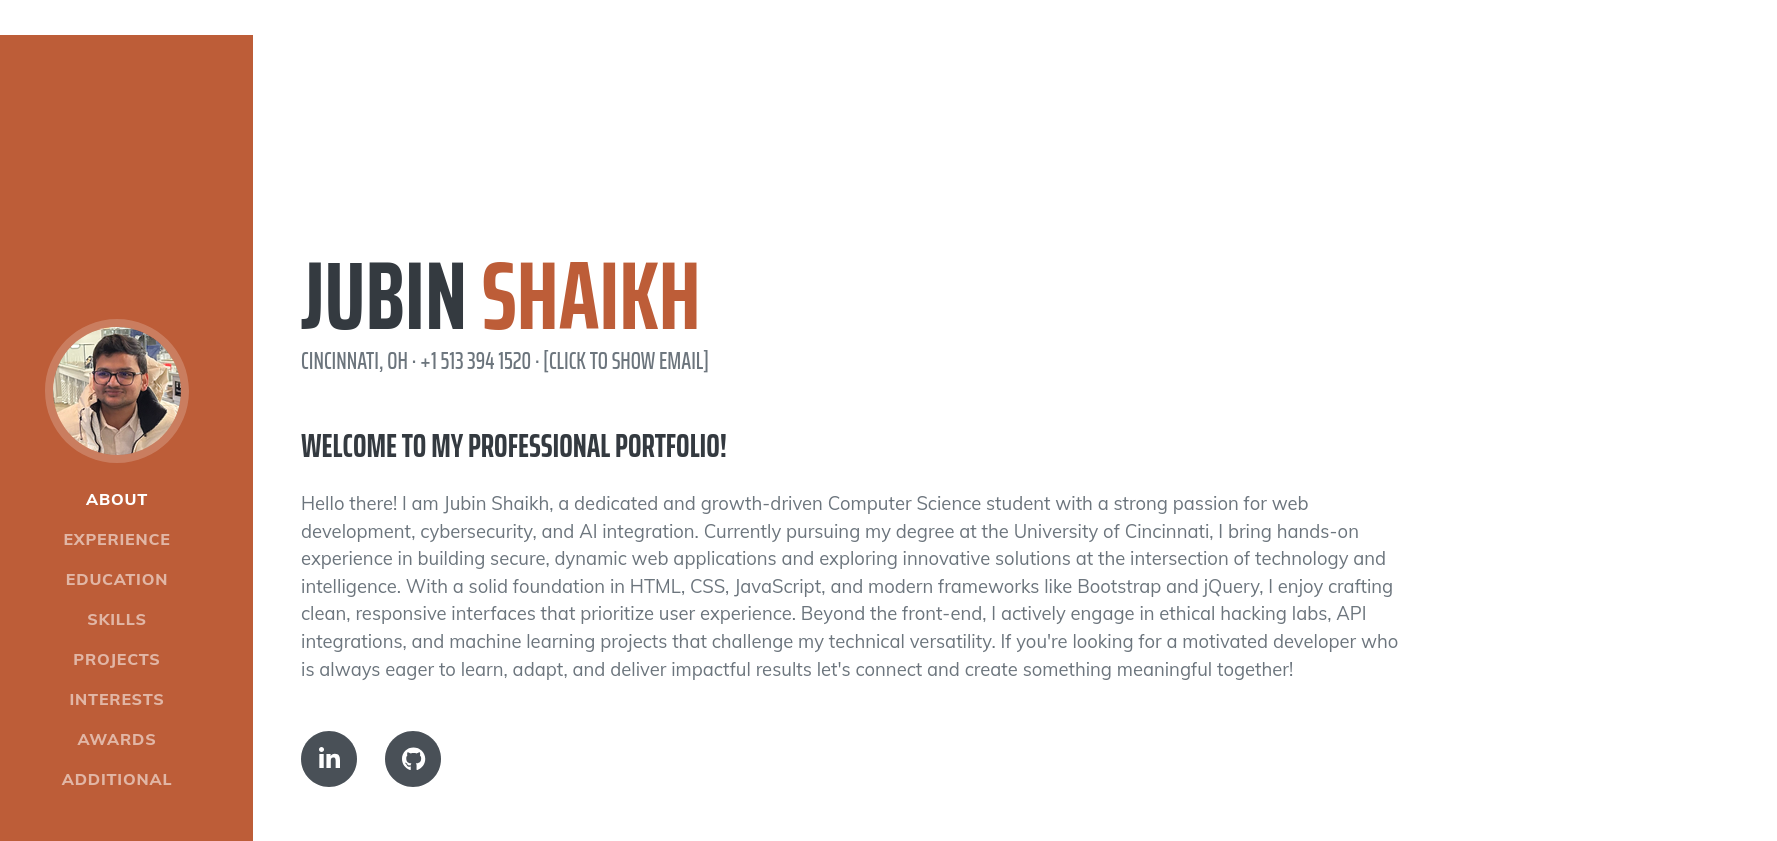 ABOUT
EXPERIENCE
EDUCATION
SKILLS
PROJECTS
INTERESTS
AWARDS
ADDITIONAL
JUBIN SHAIKH
CINCINNATI, OH · +1 513 394 1520 · [CLICK TO SHOW EMAIL]
WELCOME TO MY PROFESSIONAL PORTFOLIO!
Hello there! I am Jubin Shaikh, a dedicated and growth-driven Computer Science student with a strong passion for web
development, cybersecurity, and AI integration. Currently pursuing my degree at the University of Cincinnati, I bring hands-on
experience in building secure, dynamic web applications and exploring innovative solutions at the intersection of technology and
intelligence. With a solid foundation in HTML, CSS, JavaScript, and modern frameworks like Bootstrap and jQuery, I enjoy crafting
clean, responsive interfaces that prioritize user experience. Beyond the front-end, I actively engage in ethical hacking labs, API
integrations, and machine learning projects that challenge my technical versatility. If you're looking for a motivated developer who
is always eager to learn, adapt, and deliver impactful results let's connect and create something meaningful together!
in